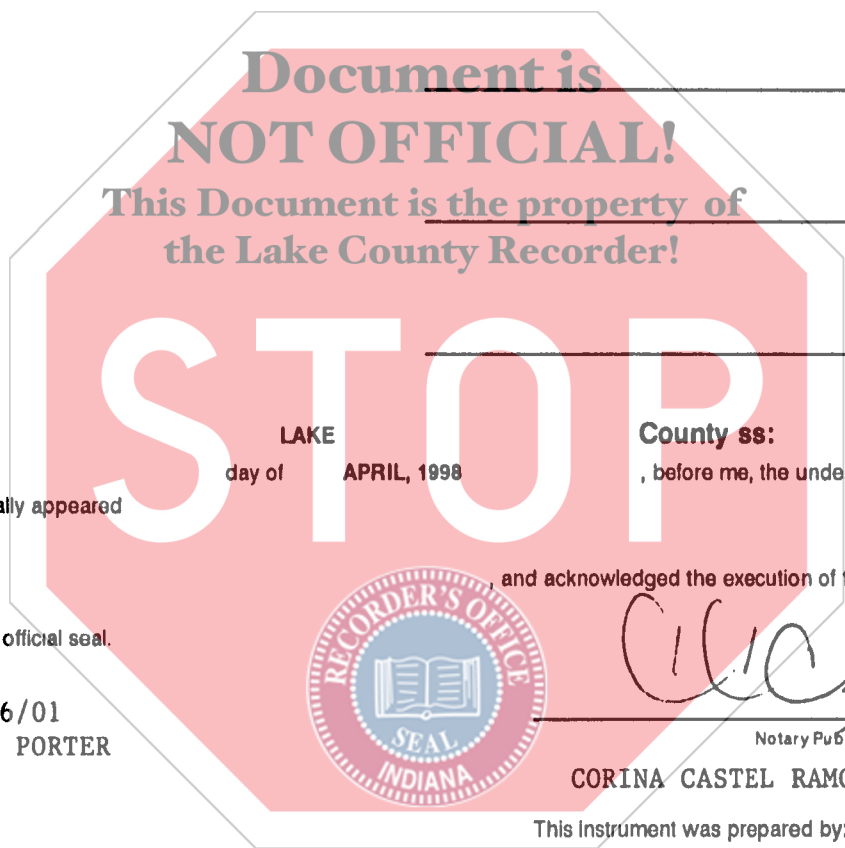 Document is
NOT OFFICIAL!
This Document is the property of
the Lake County Recorder!
STOP
LAKE County ss:
day of APRIL, 1998 , before me, the unde
ally appeared
, and acknowledged the execution of
official seal.
6/01
PORTER
RECORDER'S OFFICE
SEAL
INDIANA
Notary Pub
CORINA CASTEL RAMO
This instrument was prepared by: